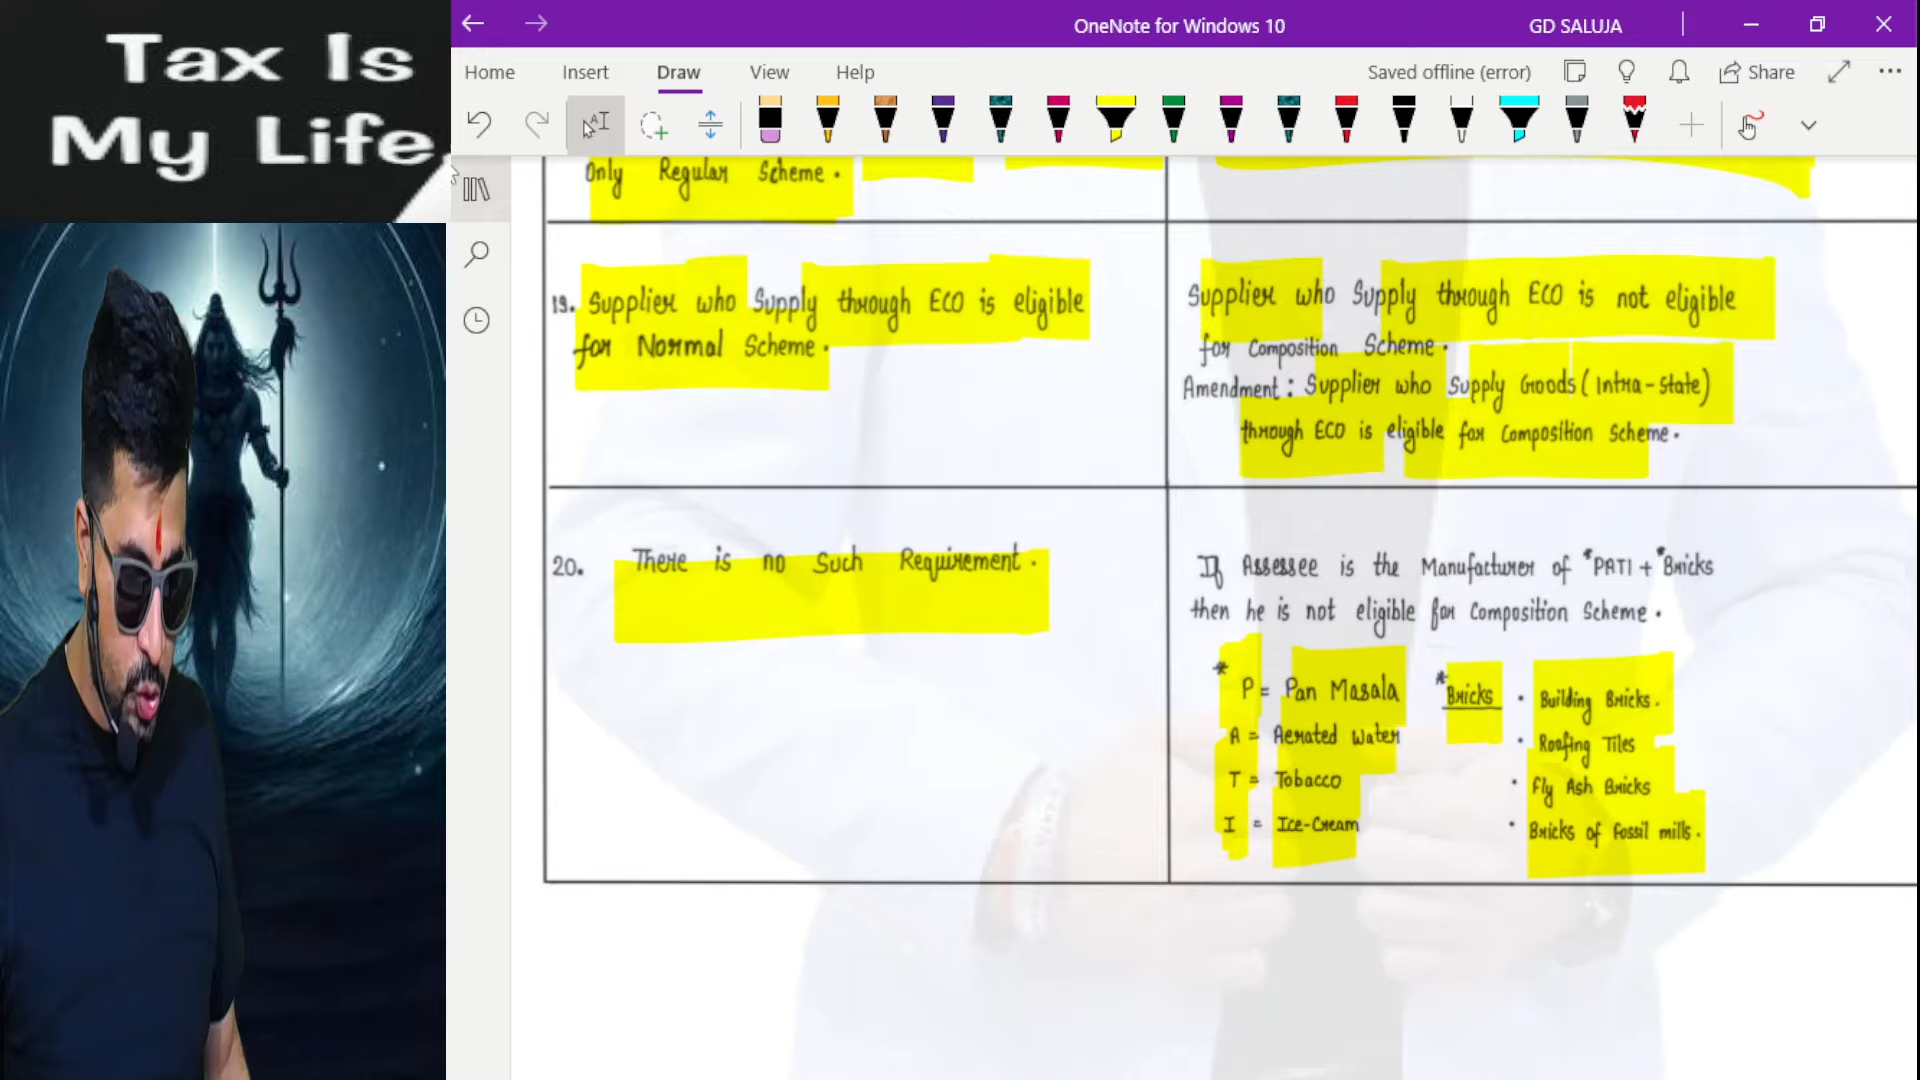 Tax Is
My Life.
OneNote for Windows 10
GD SALUJA
Home Insert Draw View Help
Saved offline (error)
Share
Only Regular Scheme.
19. Supplier who Supply through ECO is eligible
for Normal Scheme.
Supplier who Supply through ECO is not eligible
for Composition Scheme.
Amendment : Supplier who Supply Goods (Intra-State)
through ECO is eligible for Composition Scheme.
20. There is no Such Requirement.
If Assessee is the Manufacturer of *PATI + *Bricks
then he is not eligible for Composition Scheme.
* P = Pan Masala
A = Aerated Water
T = Tobacco
I = Ice-Cream
*Bricks • Building Bricks.
• Roofing Tiles
• Fly Ash Bricks
• Bricks of Fossil mills.